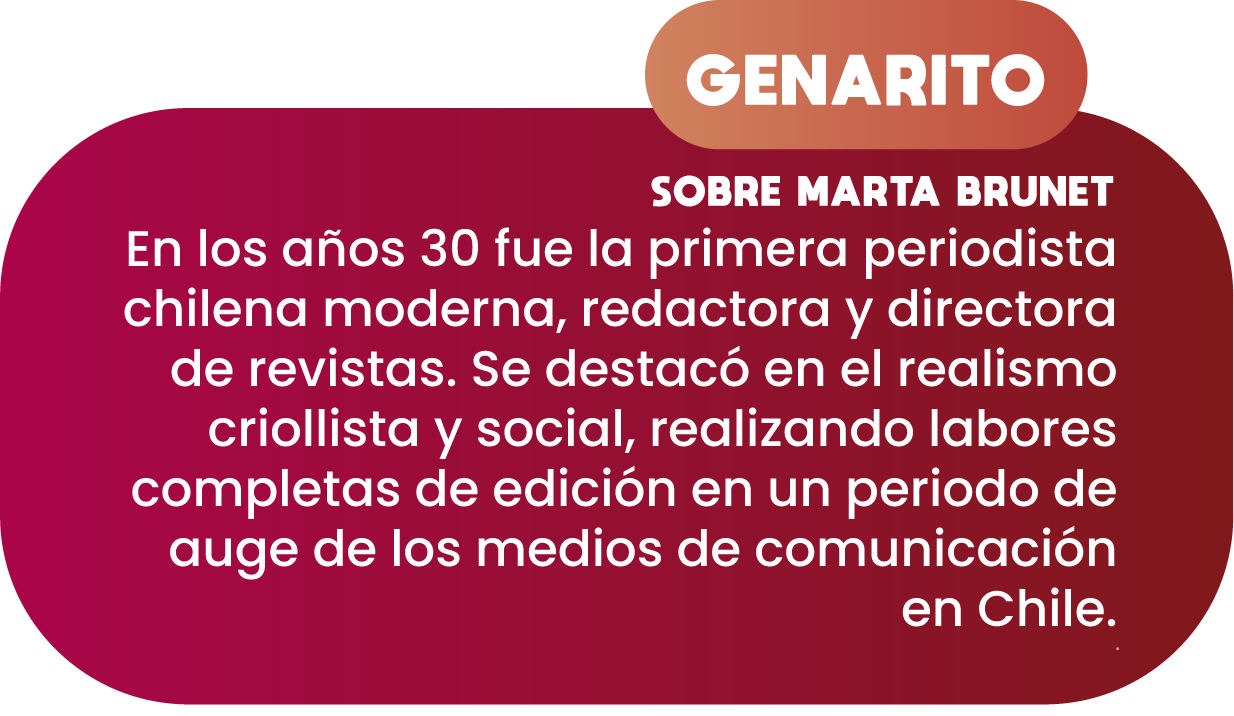 GENARITO
SOBRE MARTA BRUNET
En los años 30 fue la primera periodista
chilena moderna, redactora y directora
de revistas. Se destacó en el realismo
criollista y social, realizando labores
completas de edición en un periodo de
auge de los medios de comunicación
en Chile.
.